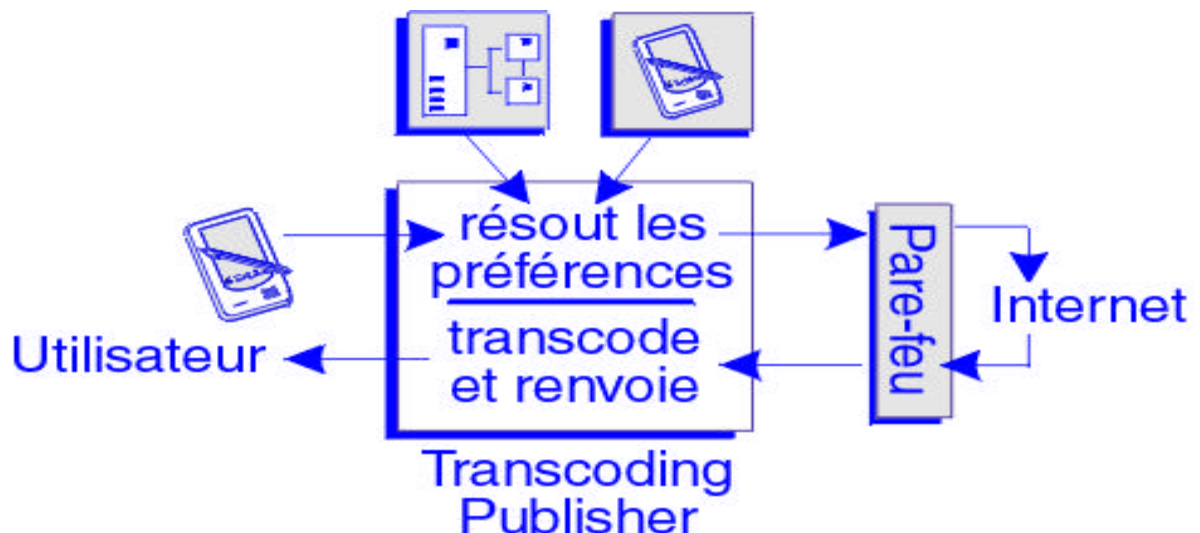 résout les
préférences
transcode
et renvoie
Utilisateur
Pare-feu
Internet
Transcoding
Publisher